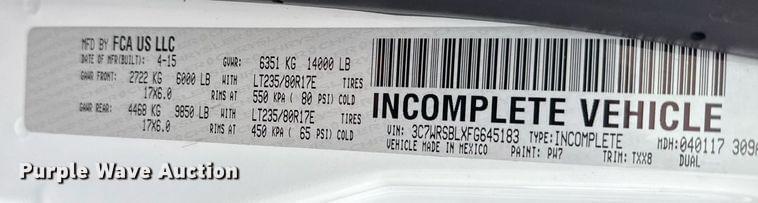 MFD BY FCA US LLC
DATE OF MFR(BUILT): 4-15 GVWR: 6351 KG 14000 LB
GAWR FRONT: 2722 KG 6000 LB WITH LT235/80R17E TIRES
17X6.0 RIMS AT 550 KPA ( 80 PSI) COLD
GAWR REAR: 4468 KG 9850 LB WITH LT235/80R17E TIRES
17X6.0 RIMS AT 450 KPA ( 65 PSI) COLD
INCOMPLETE VEHICLE
VIN: 3C7WRSBLXFG645183 TYPE:INCOMPLETE MDH:040117 309
VEHICLE MADE IN MEXICO PAINT: PW7 TRIM: TXX8 DUAL
Purple Wave Auction